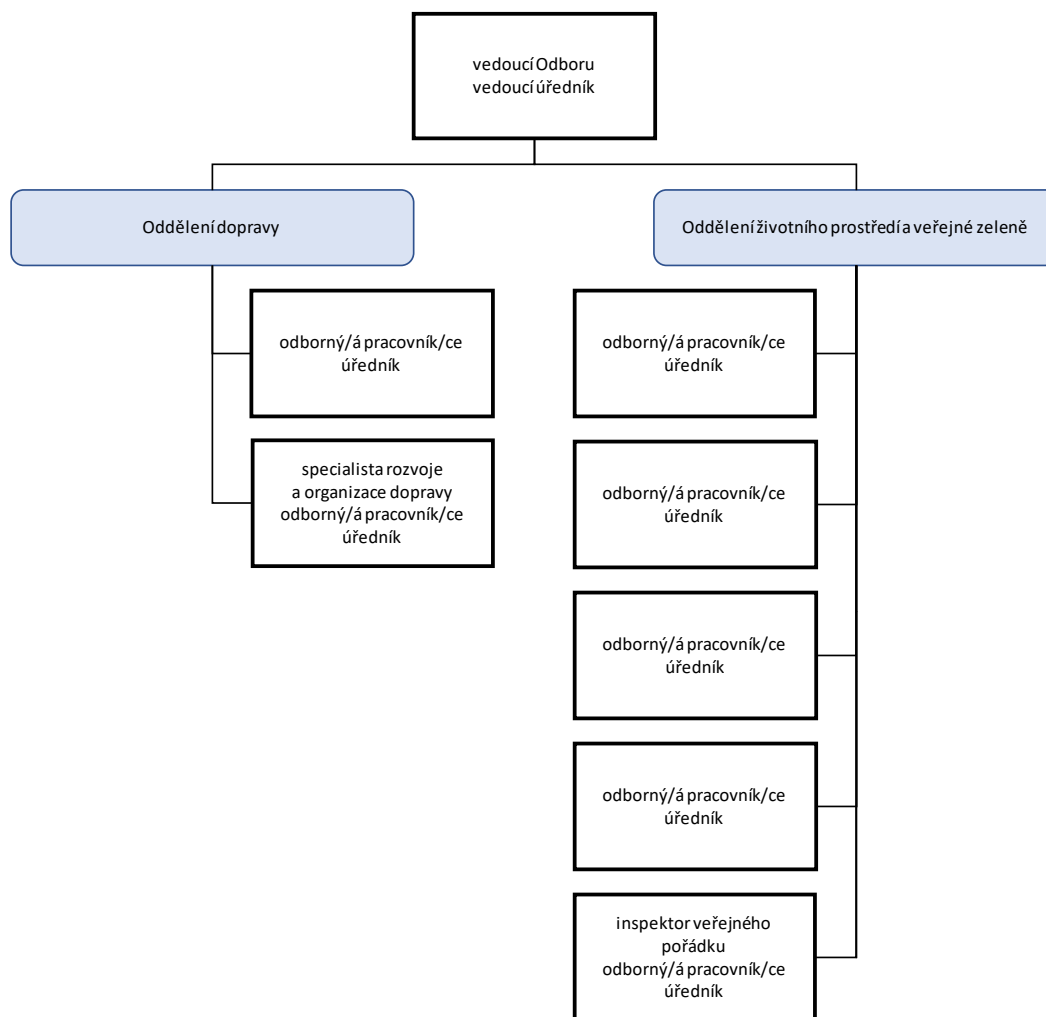 vedoucí Odboru
vedoucí úředník
Oddělení dopravy
Oddělení životního prostředí a veřejné zeleně
odborný/á pracovník/ce
úředník
specialista rozvoje
a organizace dopravy
odborný/á pracovník/ce
úředník
odborný/á pracovník/ce
úředník
odborný/á pracovník/ce
úředník
odborný/á pracovník/ce
úředník
odborný/á pracovník/ce
úředník
inspektor veřejného
pořádku
odborný/á pracovník/ce
úředník